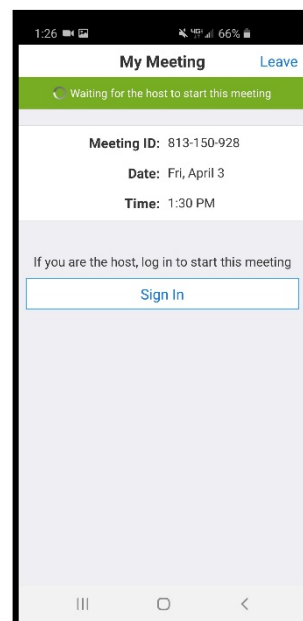 1:26 4G 66%
My Meeting Leave
Waiting for the host to start this meeting
Meeting ID: 813-150-928
Date: Fri, April 3
Time: 1:30 PM
If you are the host, log in to start this meeting
Sign In